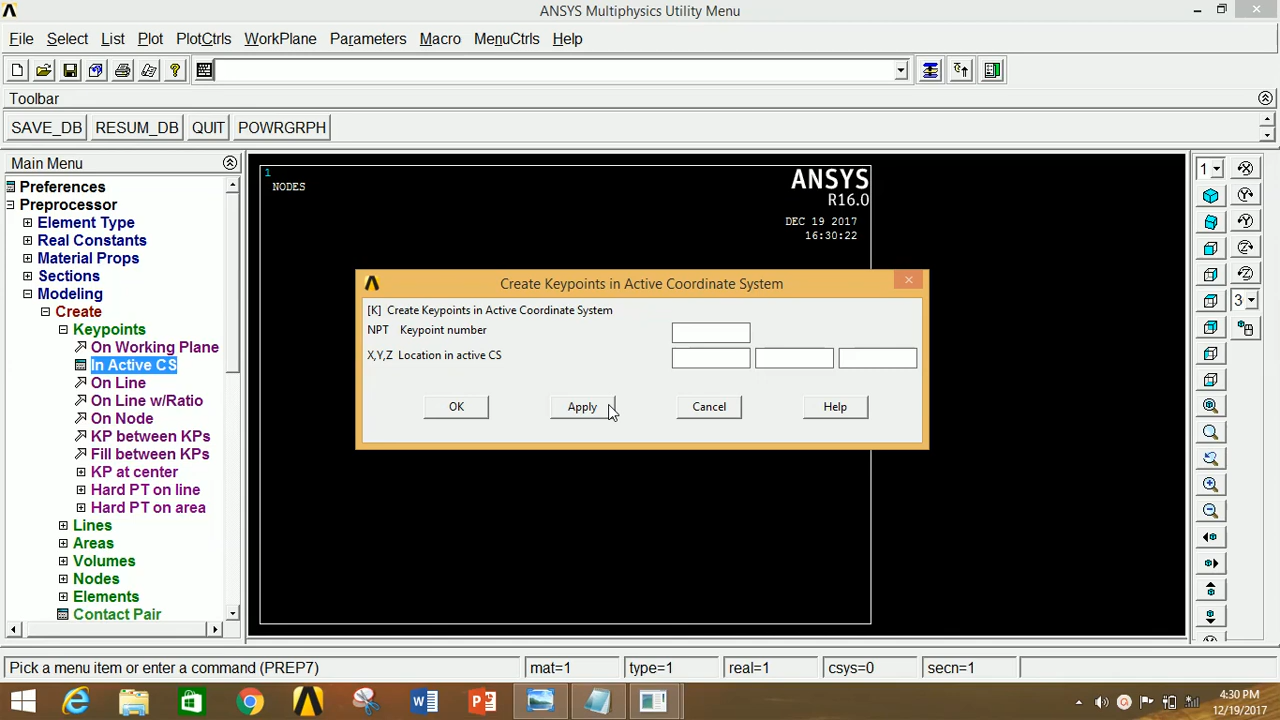 ANSYS Multiphysics Utility Menu
File Select List Plot PlotCtrls WorkPlane Parameters Macro MenuCtrls Help
Toolbar
SAVE_DB RESUM_DB QUIT POWRGRPH
Main Menu
Preferences
Preprocessor
Element Type
Real Constants
Material Props
Sections
Modeling
Create
Keypoints
On Working Plane
In Active CS
On Line
On Line w/Ratio
On Node
KP between KPs
Fill between KPs
KP at center
Hard PT on line
Hard PT on area
Lines
Areas
Volumes
Nodes
Elements
Contact Pair
1
NODES
ANSYS
R16.0
DEC 19 2017
16:30:22
Create Keypoints in Active Coordinate System
[K] Create Keypoints in Active Coordinate System
NPT Keypoint number
X,Y,Z Location in active CS
OK Apply Cancel Help
1
3
Pick a menu item or enter a command (PREP7) mat=1 type=1 real=1 csys=0 secn=1
4:30 PM
12/19/2017